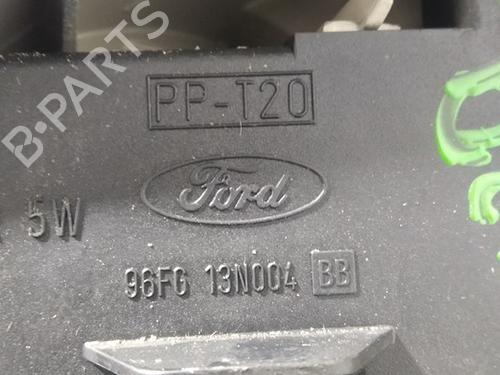 B-PARTS
PP-T20
Ford
5W
96FG 13N004 BB